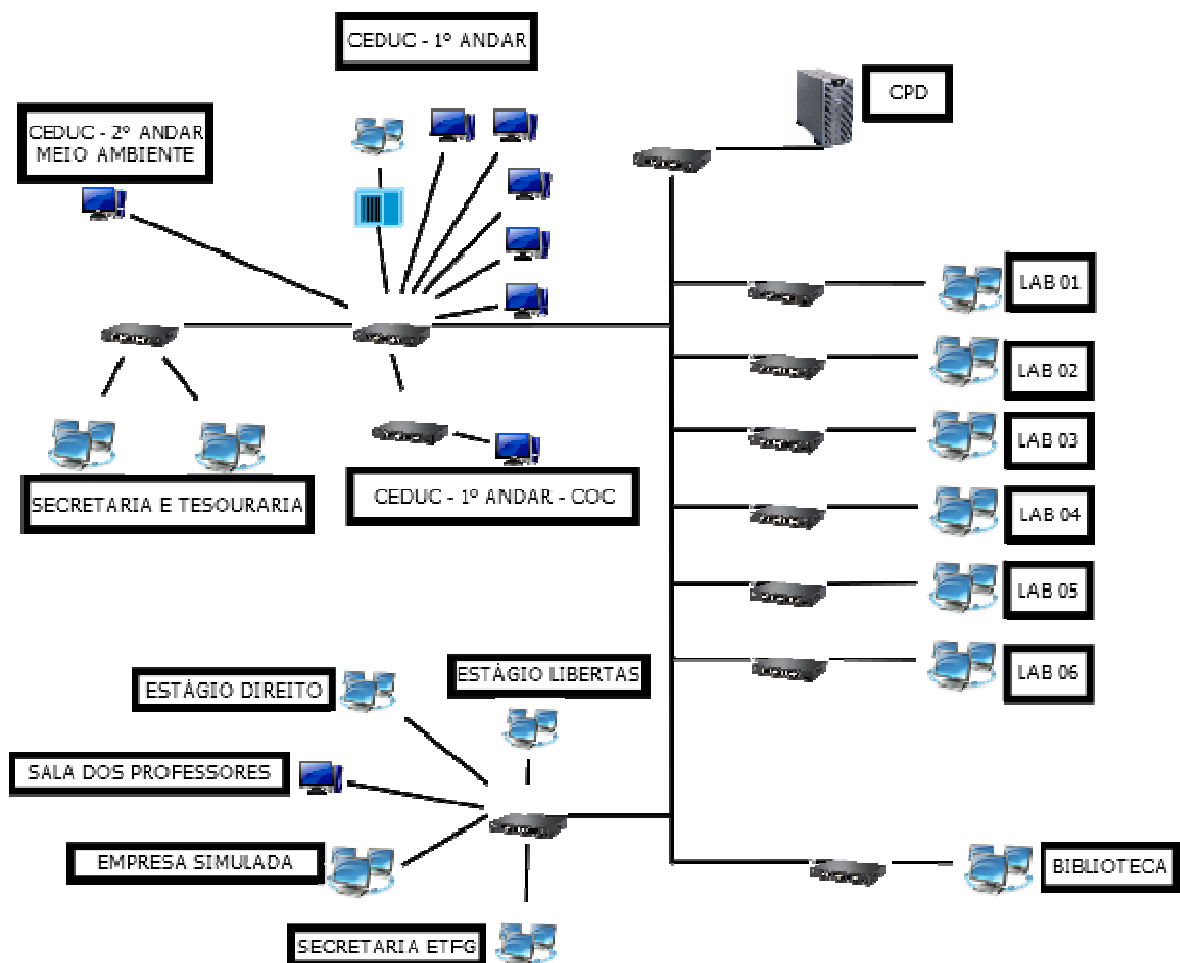 CEDUC - 1º ANDAR
CPD
CEDUC - 2º ANDAR
MEIO AMBIENTE
LAB 01
LAB 02
LAB 03
SECRETARIA E TESOURARIA
CEDUC - 1º ANDAR - COC
LAB 04
LAB 05
LAB 06
ESTÁGIO DIREITO
ESTÁGIO LIBERTAS
SALA DOS PROFESSORES
EMPRESA SIMULADA
BIBLIOTECA
SECRETARIA ETFG